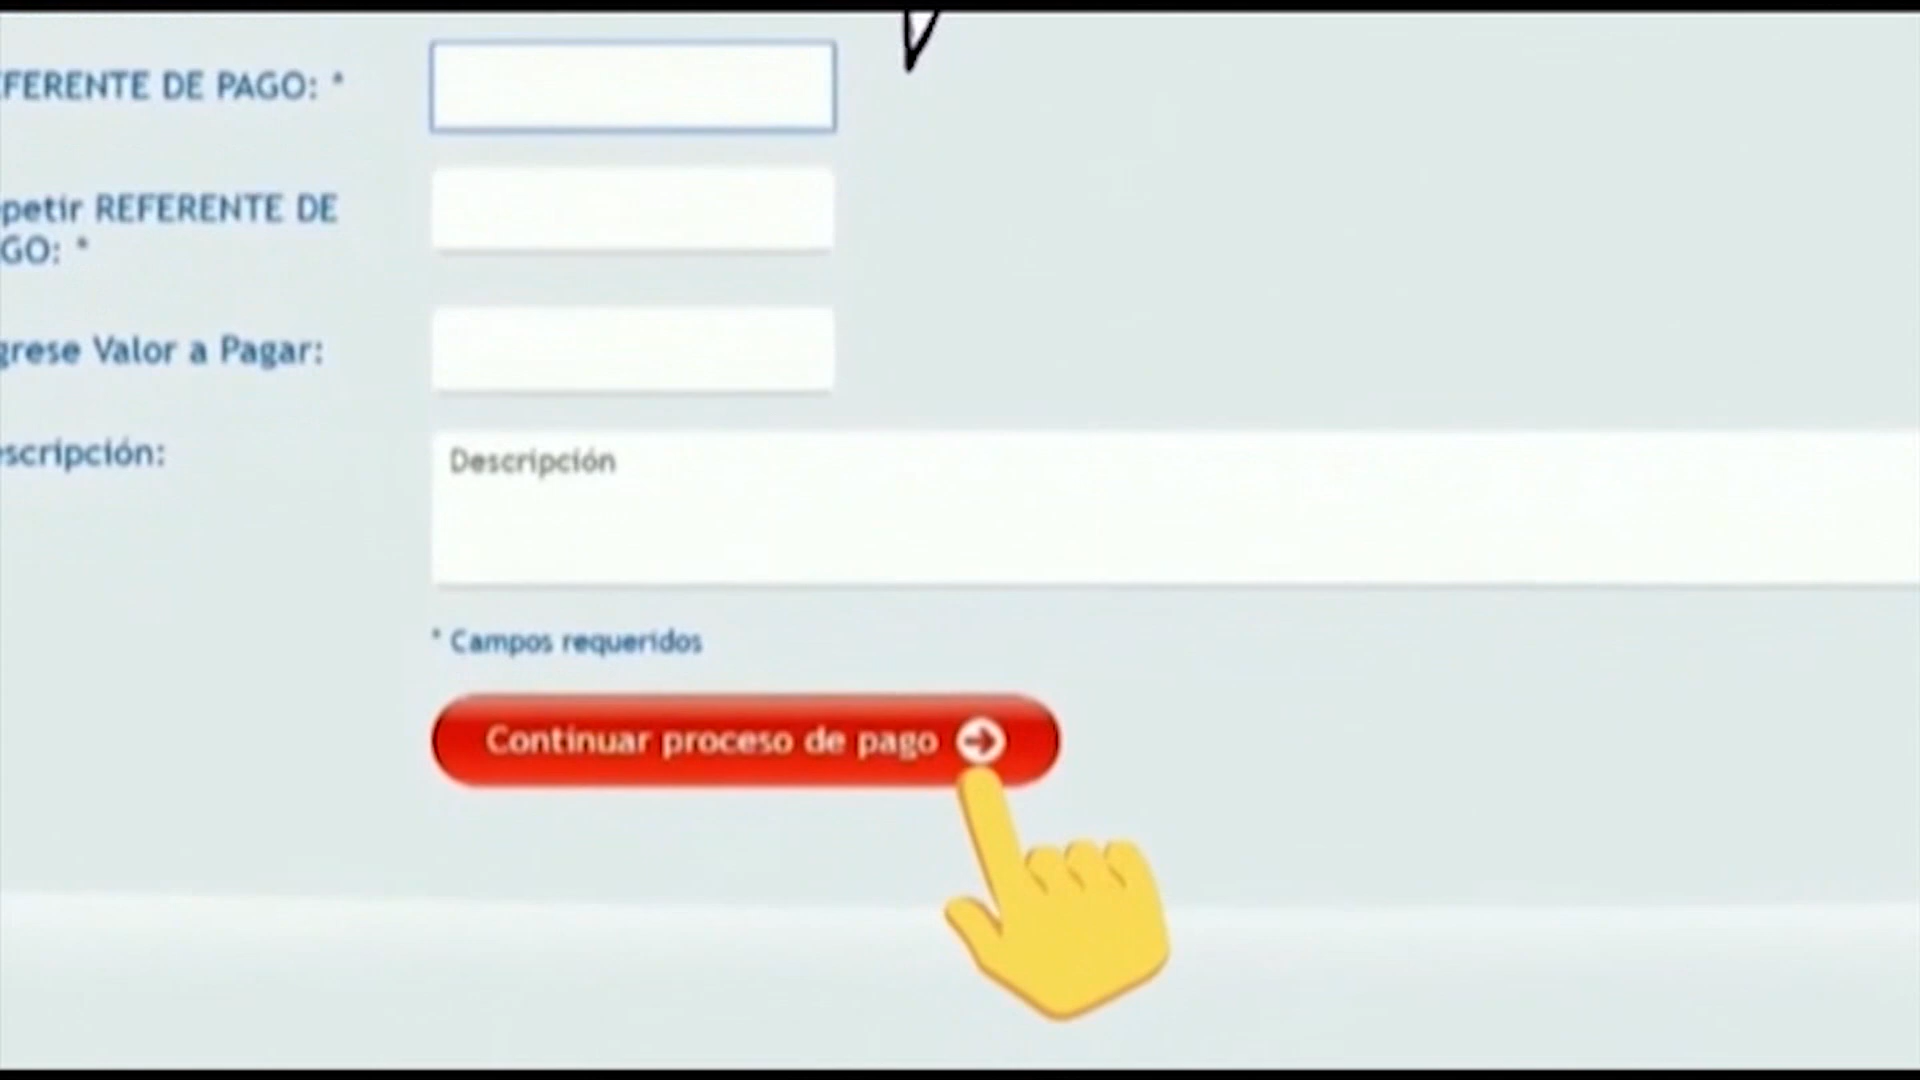 FERENTE DE PAGO: *
petir REFERENTE DE
GO: *
grese Valor a Pagar:
scripción:
Descripción
* Campos requeridos
Continuar proceso de pago